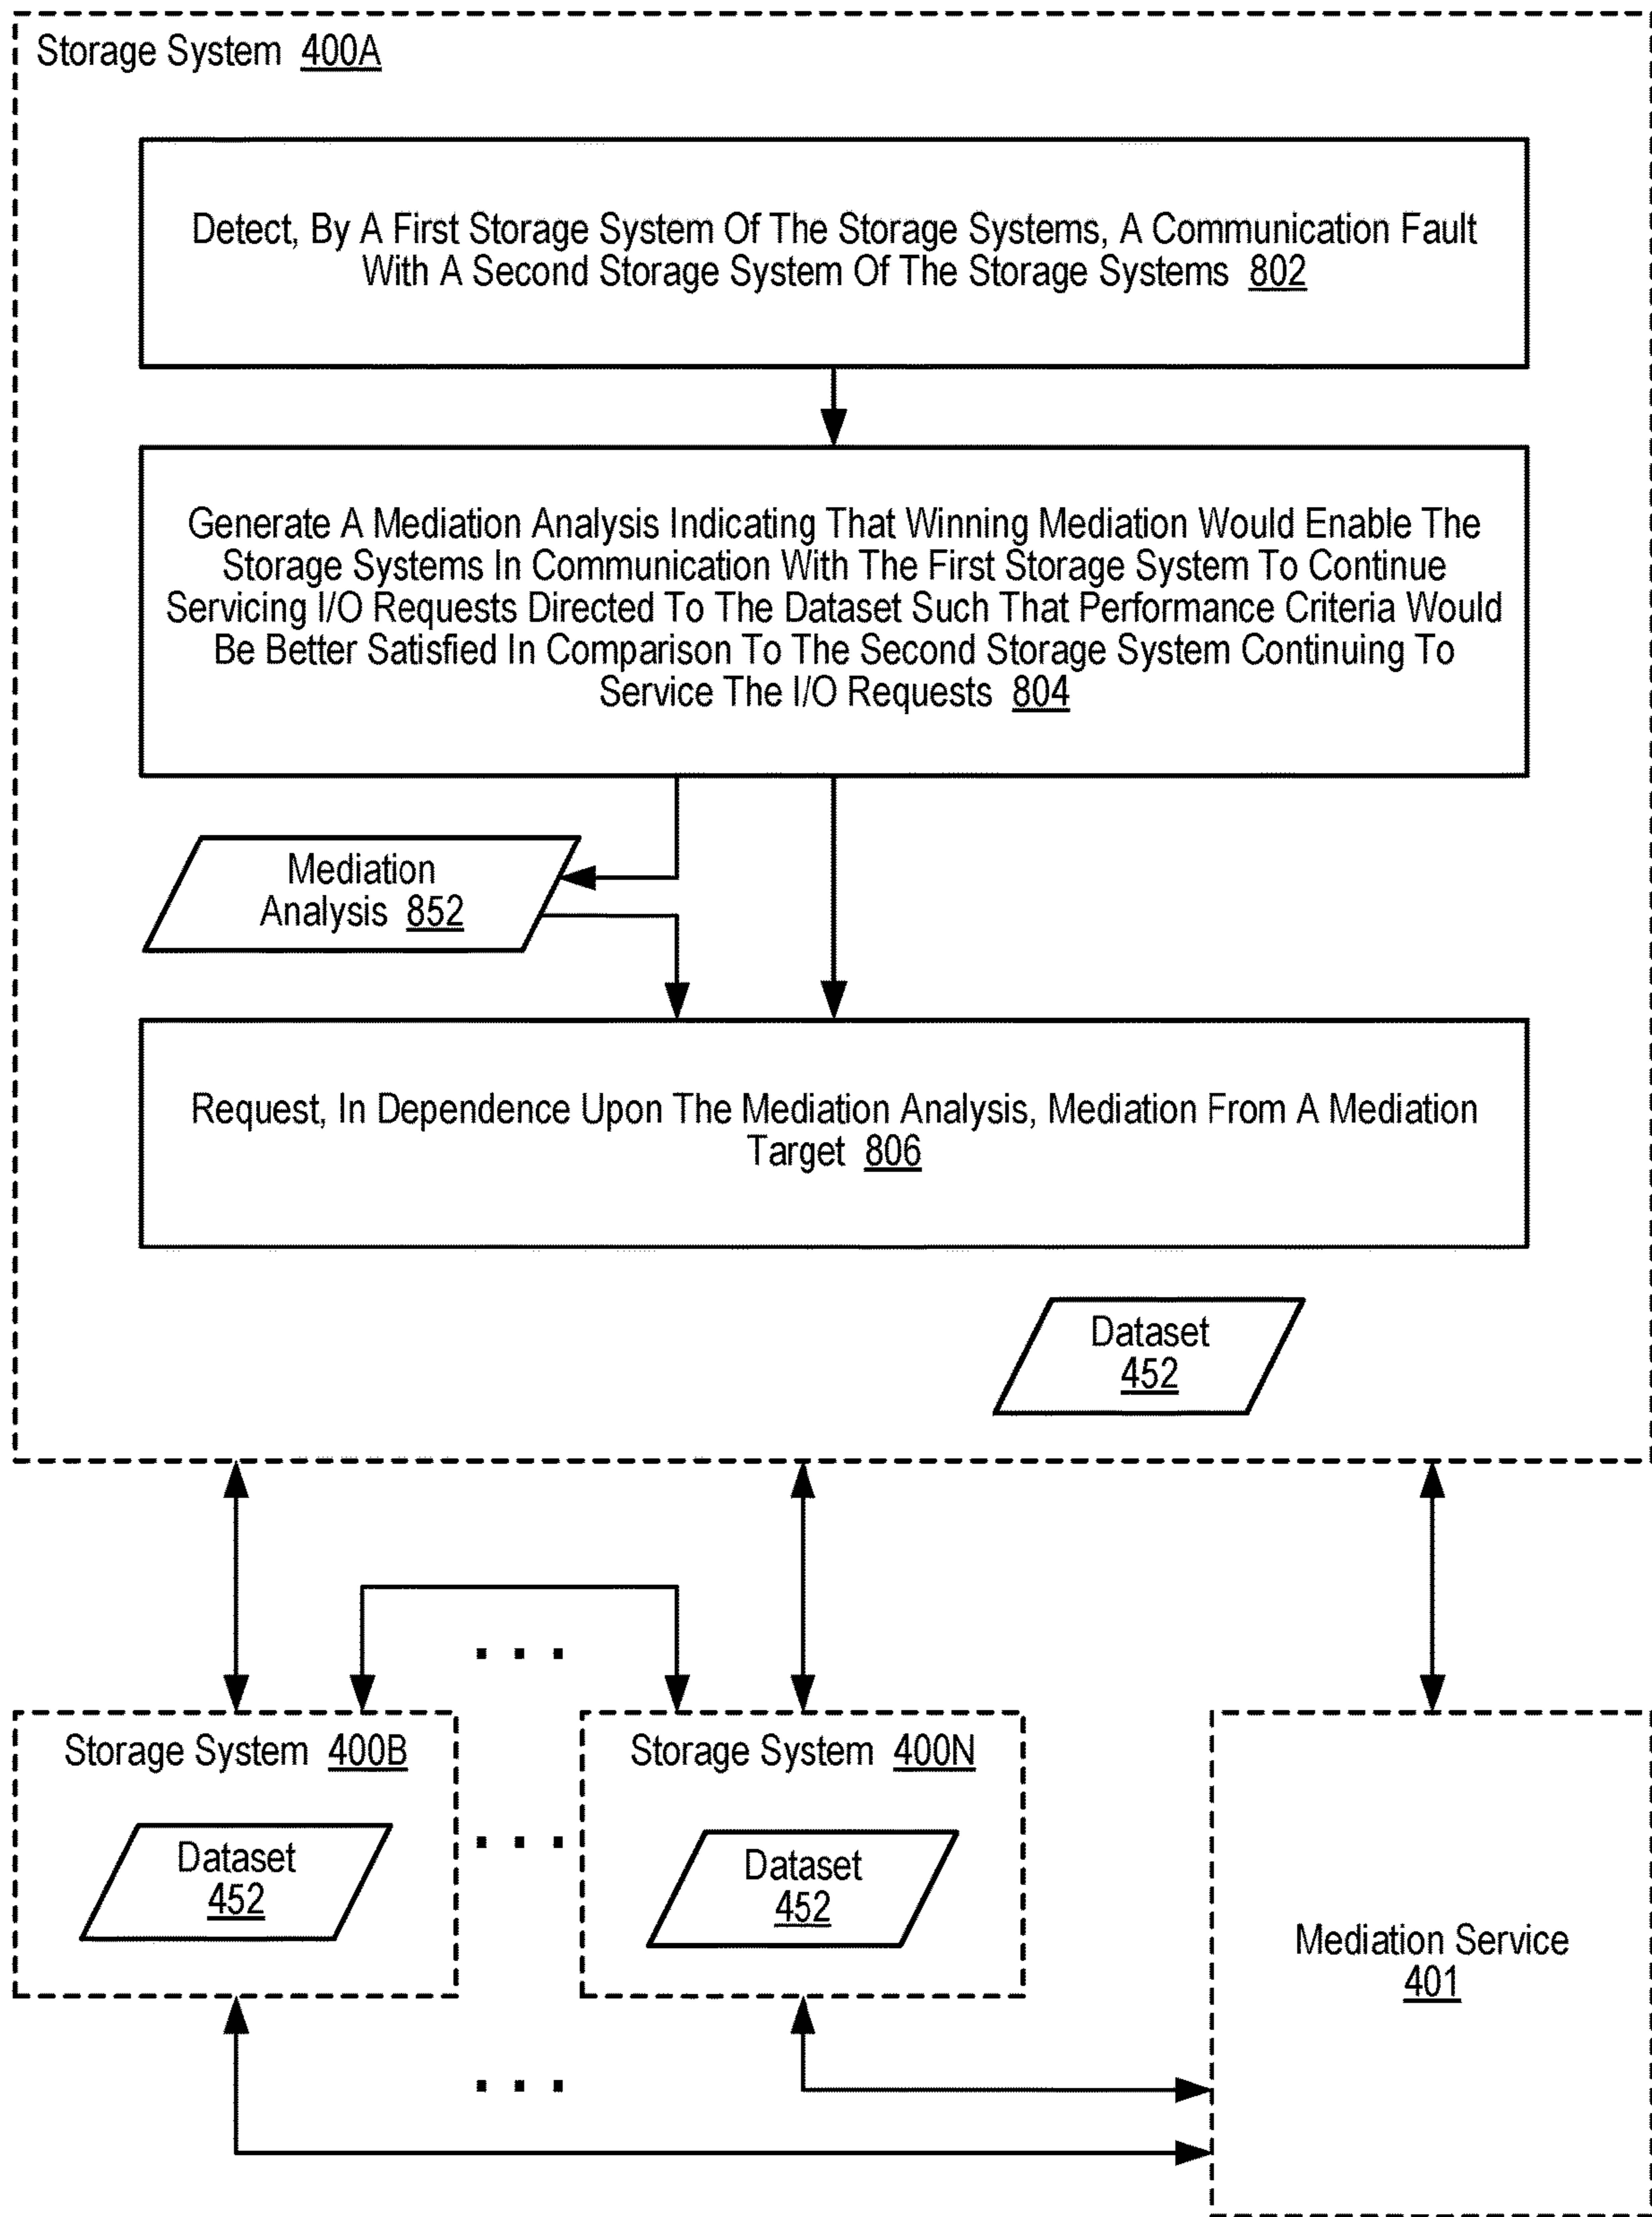 Storage System 400A
Detect, By A First Storage System Of The Storage Systems, A Communication Fault
With A Second Storage System Of The Storage Systems 802
Generate A Mediation Analysis Indicating That Winning Mediation Would Enable The
Storage Systems In Communication With The First Storage System To Continue
Servicing I/O Requests Directed To The Dataset Such That Performance Criteria Would
Be Better Satisfied In Comparison To The Second Storage System Continuing To
Service The I/O Requests 804
Mediation
Analysis 852
Request, In Dependence Upon The Mediation Analysis, Mediation From A Mediation
Target 806
Dataset
452
. . .
Storage System 400B
Dataset
452
. . .
Storage System 400N
Dataset
452
Mediation Service
401
. . .